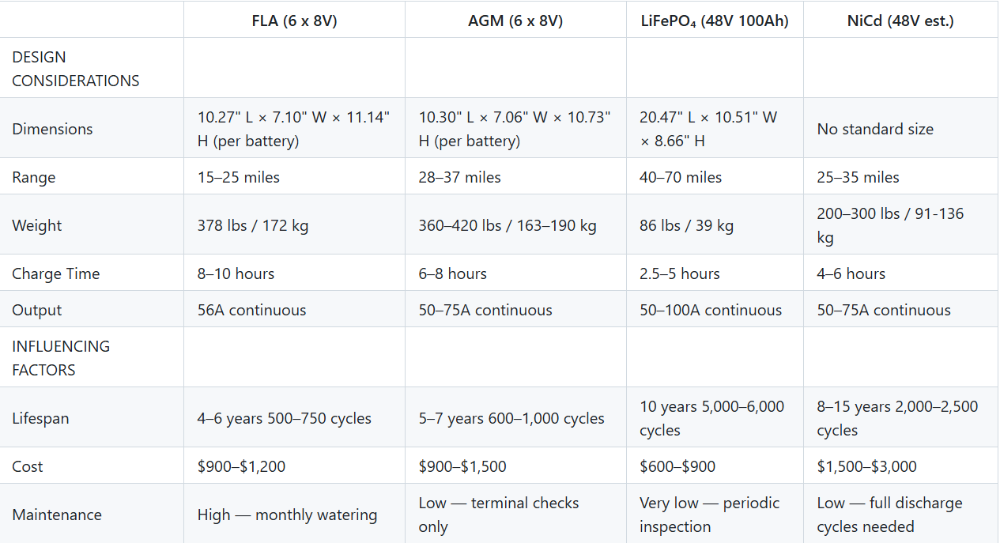 FLA (6 x 8V) AGM (6 x 8V) LiFePO₄ (48V 100Ah) NiCd (48V est.)
DESIGN
CONSIDERATIONS
Dimensions
10.27" L × 7.10" W × 11.14"
H (per battery)
10.30" L × 7.06" W × 10.73"
H (per battery)
20.47" L × 10.51" W
× 8.66" H
No standard size
Range 15–25 miles 28–37 miles 40–70 miles 25–35 miles
Weight 378 lbs / 172 kg 360–420 lbs / 163–190 kg 86 lbs / 39 kg
200–300 lbs / 91-136
kg
Charge Time 8–10 hours 6–8 hours 2.5–5 hours 4–6 hours
Output 56A continuous 50–75A continuous 50–100A continuous 50–75A continuous
INFLUENCING
FACTORS
Lifespan 4–6 years 500–750 cycles 5–7 years 600–1,000 cycles
10 years 5,000–6,000
cycles
8–15 years 2,000–2,500
cycles
Cost $900–$1,200 $900–$1,500 $600–$900 $1,500–$3,000
Maintenance High — monthly watering
Low — terminal checks
only
Very low — periodic
inspection
Low — full discharge
cycles needed